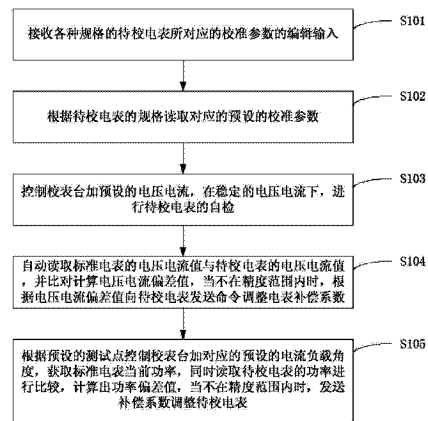 接收各种规格的待校电表所对应的校准参数的编辑输入
S101
根据待校电表的规格读取对应的预设的校准参数
S102
控制校表台加预设的电压电流，在稳定的电压电流下，进
行待校电表的自检
S103
自动读取标准电表的电压电流值与待校电表的电压电流值
，并比对计算电压电流偏差值，当不在精度范围内时，根
据电压电流偏差值向待校电表发送命令调整电表补偿系数
S104
根据预设的测试点控制校表台加对应的预设的电流负载角
度，获取标准电表当前功率，同时读取待校电表的功率进
行比较，计算出功率偏差值，当不在精度范围内时，发送
补偿系数调整待校电表
S105